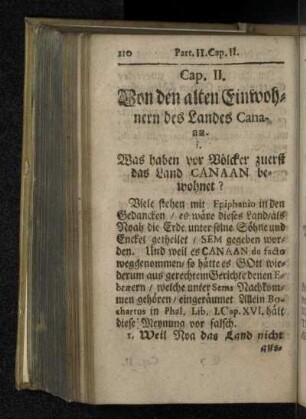 210 Part. II. Cap. II.
Cap. II.
Von den alten Einwoh-
nern des Landes Cana-
an.
1.
Was haben vor Völcker zuerst
das Land CANAAN be-
wohnet?
Viele stehen mit Epiphanio in den
Gedancken / es wäre dieses Land / als
Noah die Erde unter seine Söhne und
Enckel getheilet / SEM gegeben wor-
den. Und weil es CANAAN de facto
weggenommen / so hätte es GOtt wie-
derum aus gerechtem Gerichte denen E-
breern / welche unter Sems Nachkom-
men gehören / eingeräumet Allein Bo-
chartus in Phal. Lib. I. Cap. XVI. hält
diese Meynung vor falsch.
1. Weil Noa das Land nicht
aus-